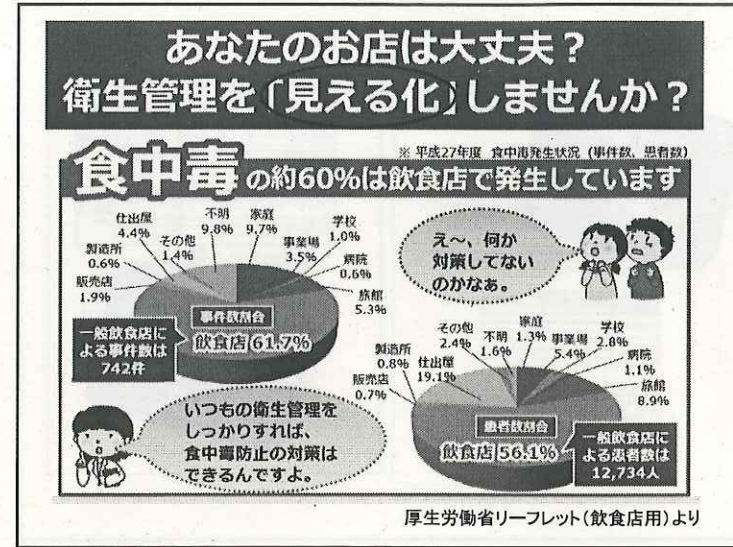 あなたのお店は大丈夫?
衛生管理を「見える化」しませんか?
※ 平成27年度 食中毒発生状況 (事件数、患者数)
食中毒の約60%は飲食店で発生しています
仕出屋
4.4%
不明
9.8%
家庭
9.7%
学校
1.0%
製造所
0.6%
その他
1.4%
事業場
3.5%
病院
0.6%
販売店
1.9%
旅館
5.3%
事件数割合
飲食店 61.7%
一般飲食店に
よる事件数は
742件
え~、何か
対策してない
のかなぁ。
いつもの衛生管理を
しっかりすれば、
食中毒防止の対策は
できるんですよ。
その他
2.4%
不明
1.6%
家庭
1.3%
事業場
5.4%
学校
2.8%
製造所
0.8%
仕出屋
19.1%
病院
1.1%
販売店
0.7%
旅館
8.9%
患者数割合
飲食店 56.1%
一般飲食店に
よる患者数は
12,734人
厚生労働省リーフレット(飲食店用)より